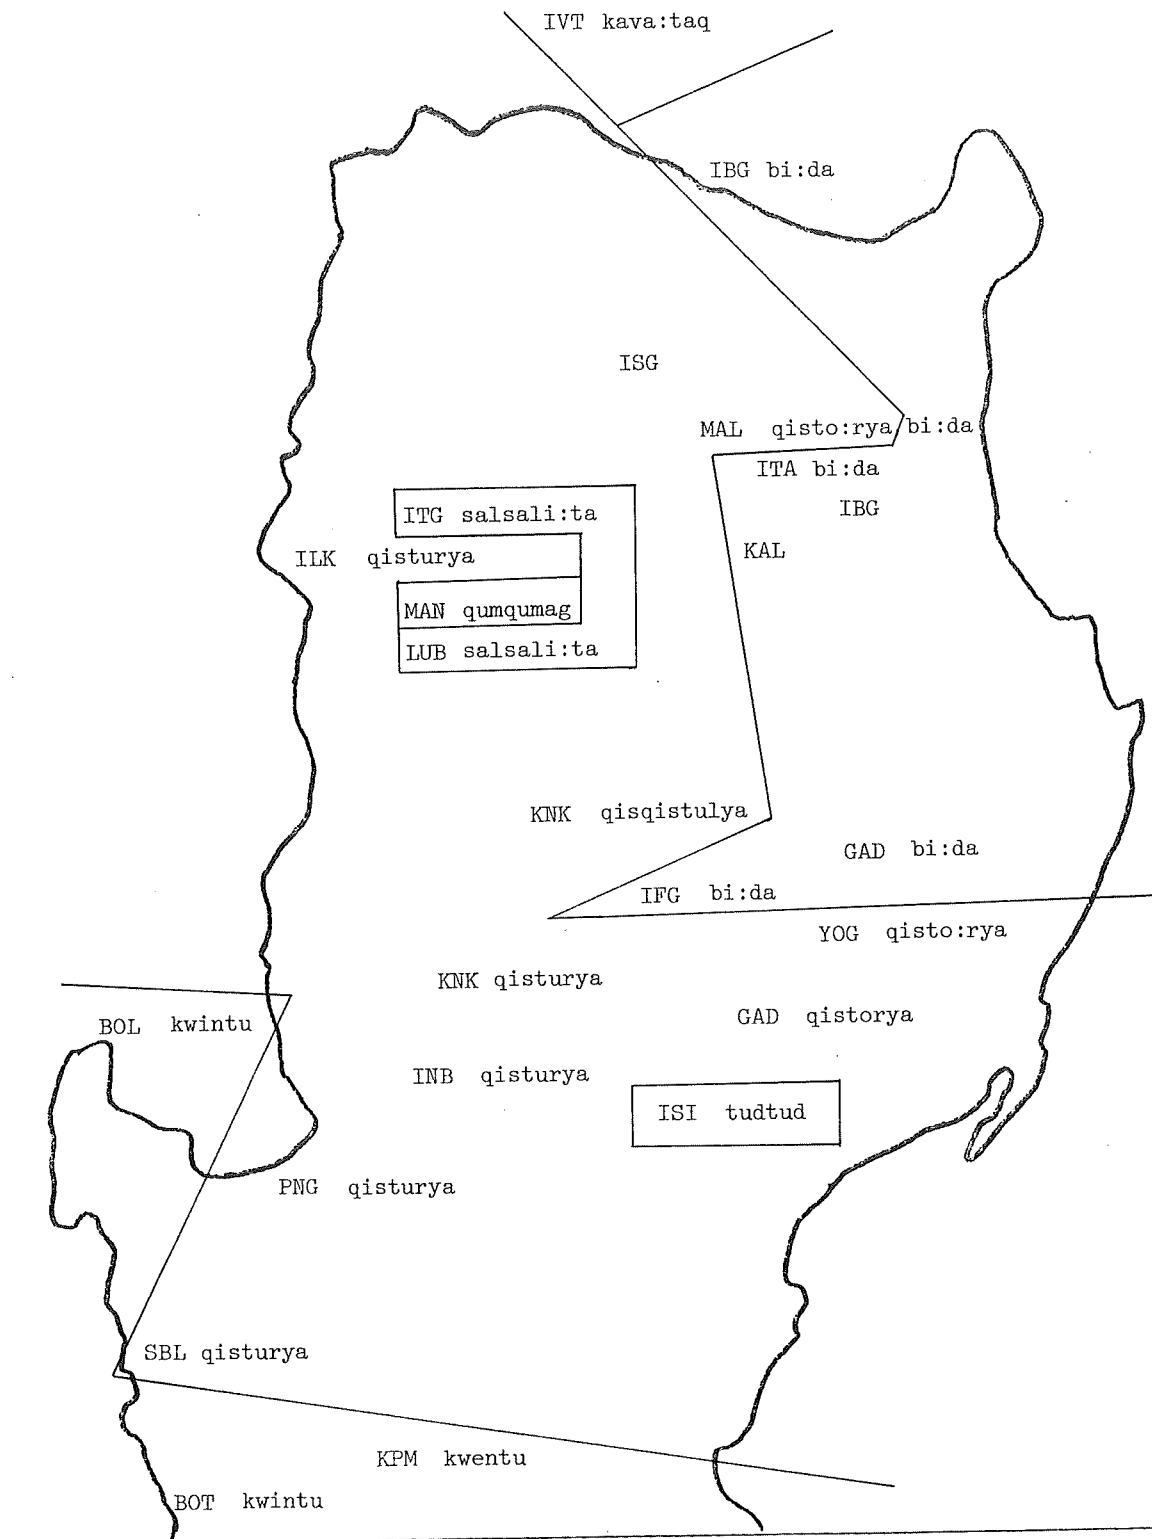 IVT kava:taq
IBG bi:da
ISG
MAL qisto:rya bi:da
ITA bi:da
IBG
ITG salsali:ta
KAL
ILK qisturya
MAN qumqumag
LUB salsali:ta
KNK qisqistulya
GAD bi:da
IFG bi:da
YOG qisto:rya
KNK qisturya
GAD qistorya
BOL kwintu
INB qisturya
ISI tudtud
PNG qisturya
SBL qisturya
KPM kwentu
BOT kwintu